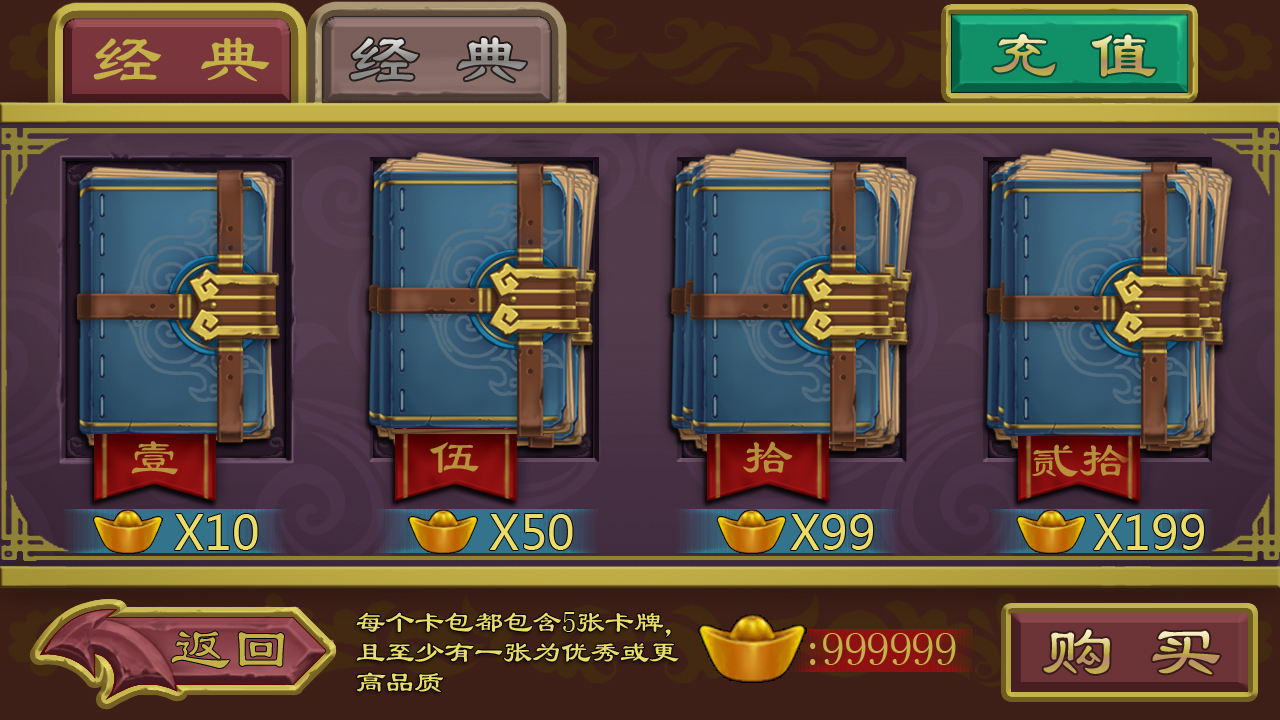 经典
经典
充值
壹
伍
拾
贰拾
X10
X50
X99
X199
返回
每个卡包都包含5张卡牌,
且至少有一张为优秀或更
高品质
:999999
购买